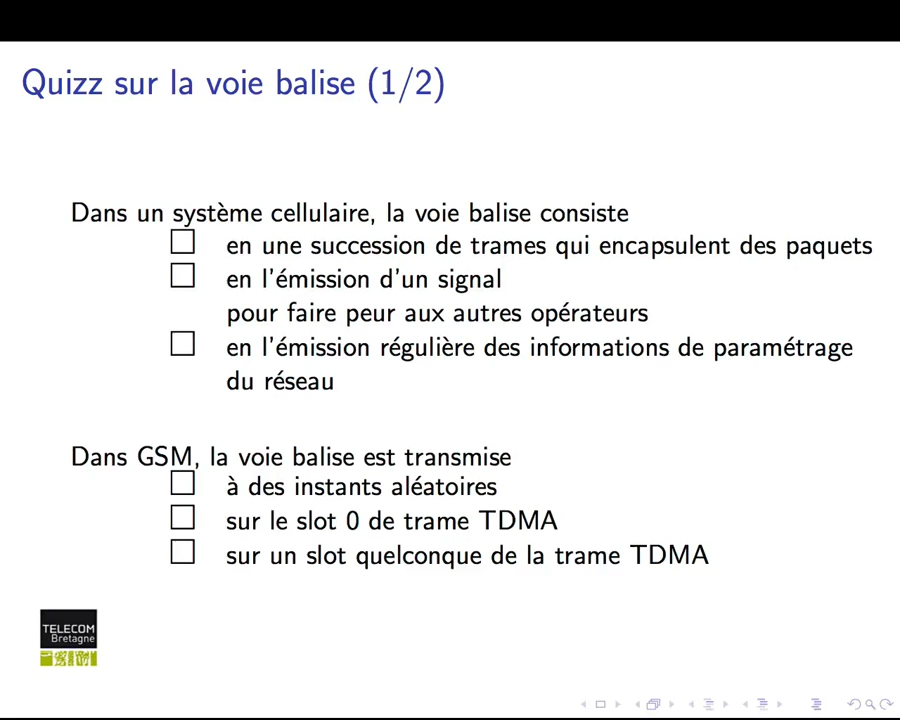 Quizz sur la voie balise (1/2)
Dans un système cellulaire, la voie balise consiste
en une succession de trames qui encapsulent des paquets
en l'émission d'un signal
pour faire peur aux autres opérateurs
en l'émission régulière des informations de paramétrage
du réseau
Dans GSM, la voie balise est transmise
à des instants aléatoires
sur le slot 0 de trame TDMA
sur un slot quelconque de la trame TDMA
TELECOM
Bretagne